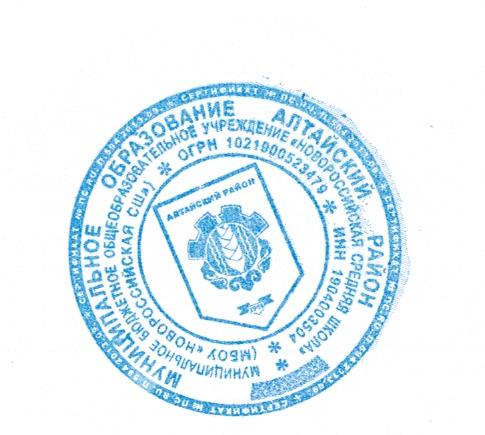 МУНИЦИПАЛЬНОЕ ОБРАЗОВАНИЕ АЛТАЙСКИЙ РАЙОН
МУНИЦИПАЛЬНОЕ БЮДЖЕТНОЕ ОБЩЕОБРАЗОВАТЕЛЬНОЕ УЧРЕЖДЕНИЕ «НОВОРОССИЙСКАЯ СРЕДНЯЯ ШКОЛА»
(МБОУ «НОВОРОССИЙСКАЯ СШ») * ОГРН 1021900523479 * ИНН 1904003504 *
АЛТАЙСКИЙ РАЙОН